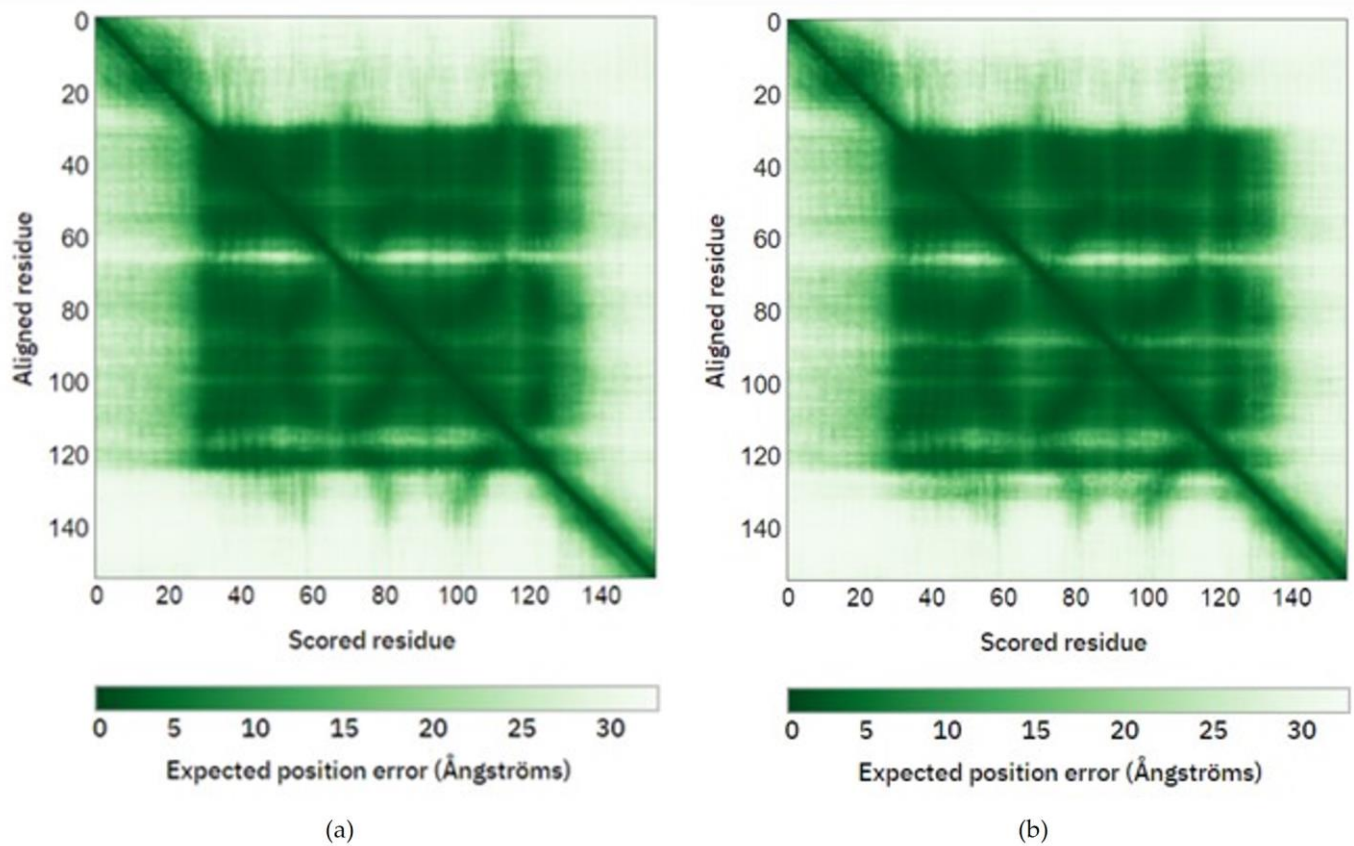 0
20
40
60
80
100
120
140
Aligned residue
0 20 40 60 80 100 120 140
Scored residue
0 5 10 15 20 25 30
Expected position error (Ångströms)
(a)
0
20
40
60
80
100
120
140
Aligned residue
0 20 40 60 80 100 120 140
Scored residue
0 5 10 15 20 25 30
Expected position error (Ångströms)
(b)